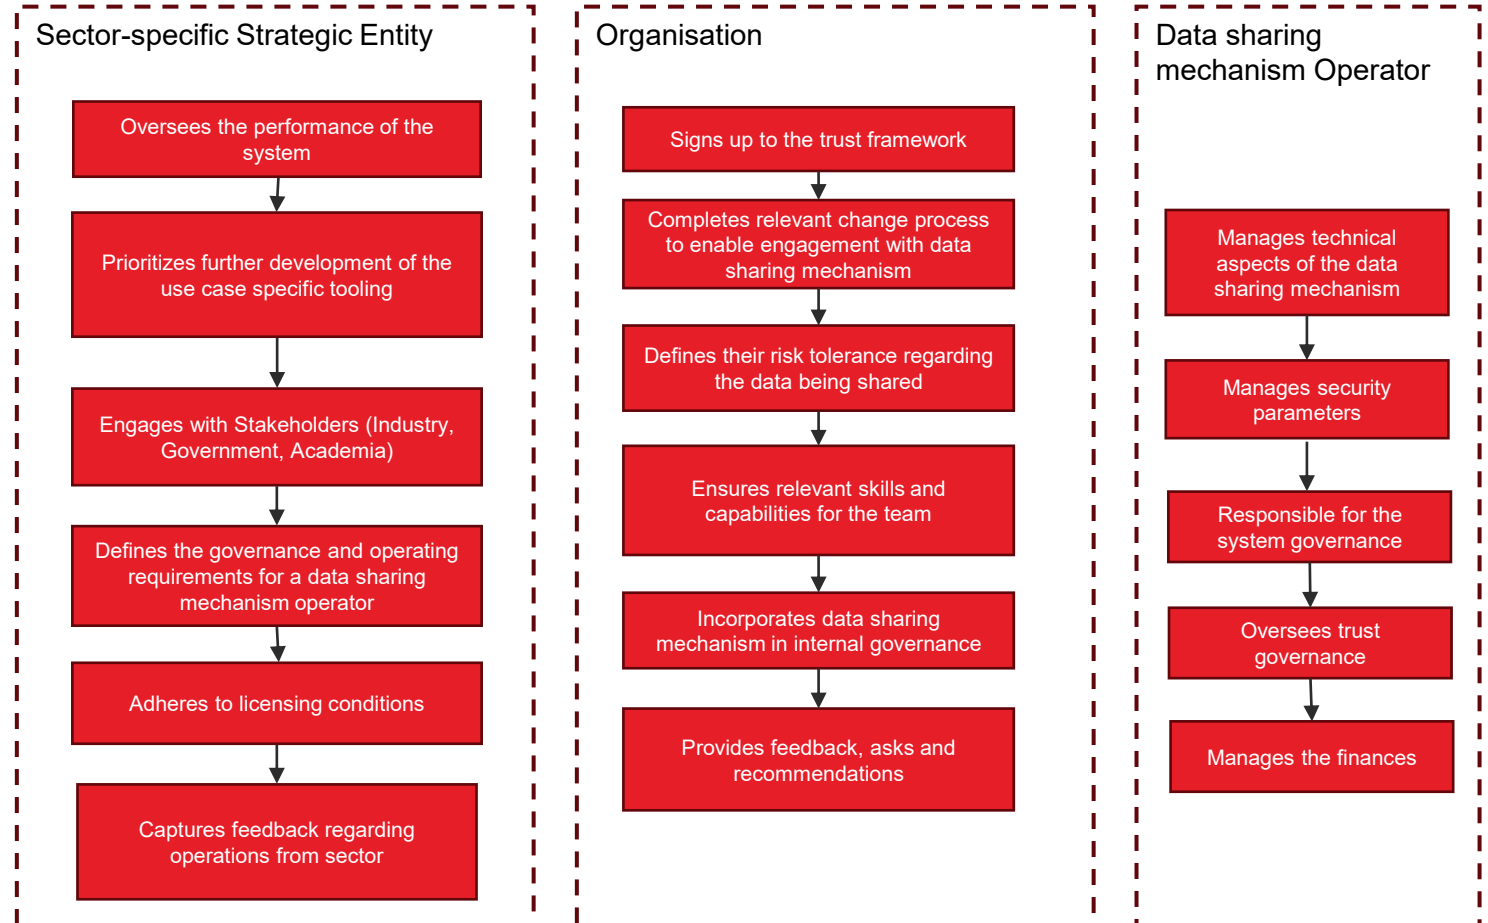 Sector-specific Strategic Entity
Oversees the performance of the
system
Prioritizes further development of the
use case specific tooling
Engages with Stakeholders (Industry,
Government, Academia)
Defines the governance and operating
requirements for a data sharing
mechanism operator
Adheres to licensing conditions
Captures feedback regarding
operations from sector
Organisation
Signs up to the trust framework
Completes relevant change process
to enable engagement with data
sharing mechanism
Defines their risk tolerance regarding
the data being shared
Ensures relevant skills and
capabilities for the team
Incorporates data sharing
mechanism in internal governance
Provides feedback, asks and
recommendations
Data sharing
mechanism Operator
Manages technical
aspects of the data
sharing mechanism
Manages security
parameters
Responsible for the
system governance
Oversees trust
governance
Manages the finances